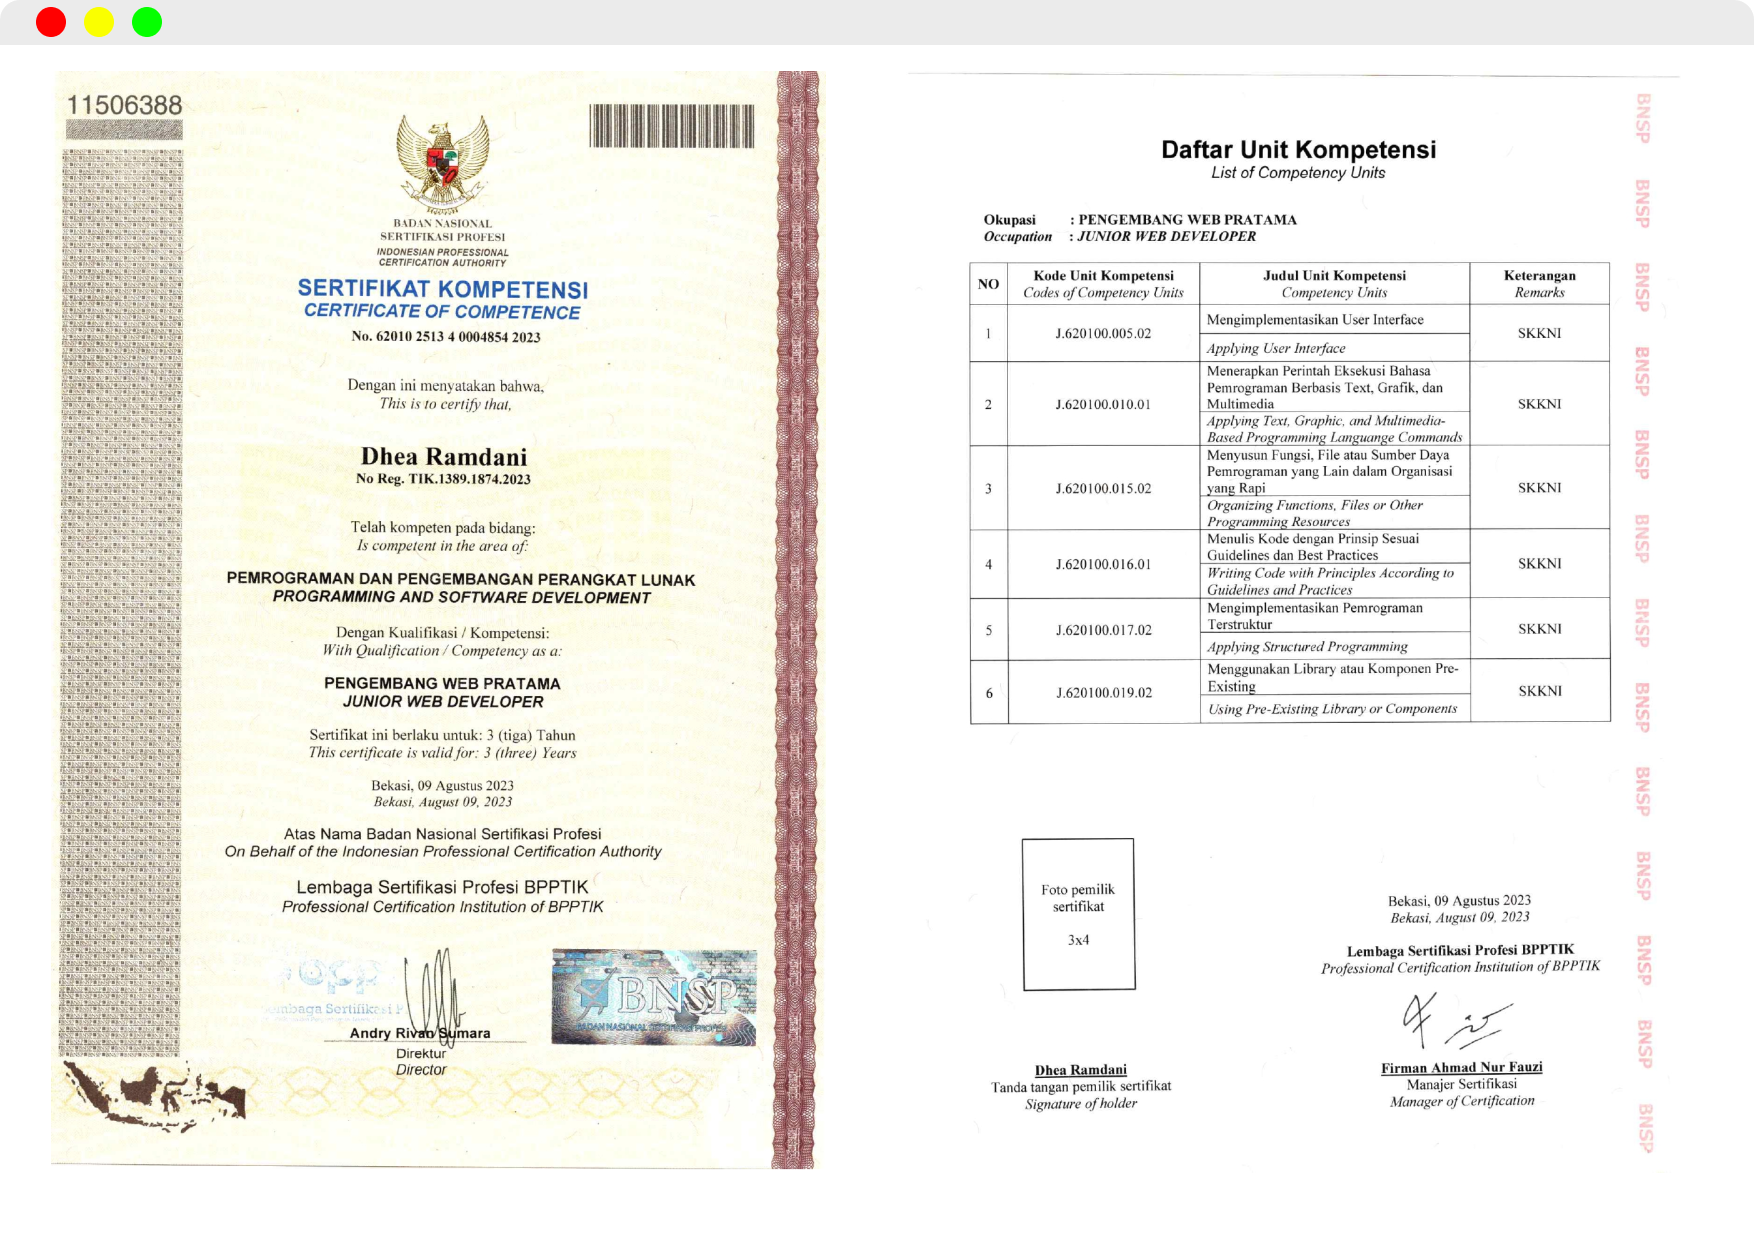 11506388
BADAN NASIONAL
SERTIFIKASI PROFESI
INDONESIAN PROFESSIONAL
CERTIFICATION AUTHORITY
SERTIFIKAT KOMPETENSI
CERTIFICATE OF COMPETENCE
No. 62010 2513 4 0004854 2023
Dengan ini menyatakan bahwa,
This is to certify that,
Dhea Ramdani
No Reg. TIK.1389.1874.2023
Telah kompeten pada bidang:
Is competent in the area of:
PEMROGRAMAN DAN PENGEMBANGAN PERANGKAT LUNAK
PROGRAMMING AND SOFTWARE DEVELOPMENT
Dengan Kualifikasi / Kompetensi:
With Qualification / Competency as a:
PENGEMBANG WEB PRATAMA
JUNIOR WEB DEVELOPER
Sertifikat ini berlaku untuk: 3 (tiga) Tahun
This certificate is valid for: 3 (three) Years
Bekasi, 09 Agustus 2023
Bekasi, August 09, 2023
Atas Nama Badan Nasional Sertifikasi Profesi
On Behalf of the Indonesian Professional Certification Authority
Lembaga Sertifikasi Profesi BPPTIK
Professional Certification Institution of BPPTIK
BNSP
BADAN NASIONAL SERTIFIKASI PROFESI
Andry Rivan Sumara
Direktur
Director
Daftar Unit Kompetensi
List of Competency Units
Okupasi : PENGEMBANG WEB PRATAMA
Occupation : JUNIOR WEB DEVELOPER
NO Kode Unit Kompetensi Judul Unit Kompetensi Keterangan
Codes of Competency Units Competency Units Remarks
1 J.620100.005.02 Mengimplementasikan User Interface SKKNI
Applying User Interface
2 J.620100.010.01 Menerapkan Perintah Eksekusi Bahasa SKKNI
Pemrograman Berbasis Text, Grafik, dan
Multimedia
Applying Text, Graphic, and Multimedia-
Based Programming Languange Commands
3 J.620100.015.02 Menyusun Fungsi, File atau Sumber Daya SKKNI
Pemrograman yang Lain dalam Organisasi
yang Rapi
Organizing Functions, Files or Other
Programming Resources
4 J.620100.016.01 Menulis Kode dengan Prinsip Sesuai SKKNI
Guidelines dan Best Practices
Writing Code with Principles According to
Guidelines and Practices
5 J.620100.017.02 Mengimplementasikan Pemrograman SKKNI
Terstruktur
Applying Structured Programming
6 J.620100.019.02 Menggunakan Library atau Komponen Pre- SKKNI
Existing
Using Pre-Existing Library or Components
Foto pemilik
sertifikat
3x4
Bekasi, 09 Agustus 2023
Bekasi, August 09, 2023
Lembaga Sertifikasi Profesi BPPTIK
Professional Certification Institution of BPPTIK
Dhea Ramdani
Tanda tangan pemilik sertifikat
Signature of holder
Firman Ahmad Nur Fauzi
Manajer Sertifikasi
Manager of Certification
BNSP
BNSP
BNSP
BNSP
BNSP
BNSP
BNSP
BNSP
BNSP
BNSP
BNSP
BNSP
BNSP